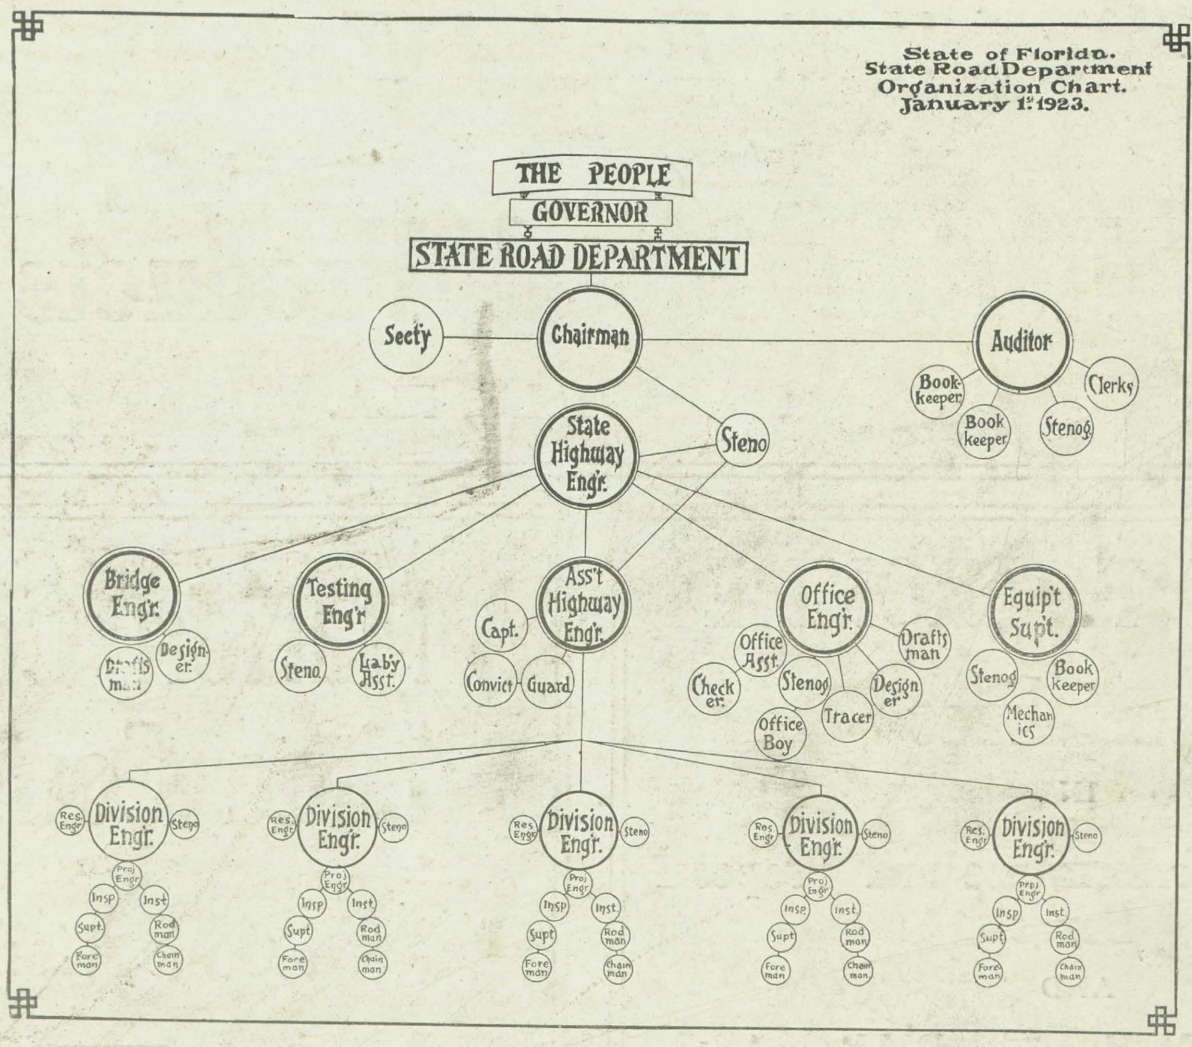 State of Florida.
State Road Department
Organization Chart.
January 1st 1923.
THE PEOPLE
GOVERNOR
STATE ROAD DEPARTMENT
Sect'y
Chairman
Auditor
Book-
keeper.
Book
keeper
Stenog.
Clerks
State
Highway
Eng'r.
Steno
Bridge
Eng'r.
Drafts
man
Design-
er.
Testing
Eng'r
Steno.
Lab'y
Asst.
Ass't
Highway
Eng'r.
Capt.
Convict
Guard
Office
Eng'r.
Office
Asst.
Check
er.
Stenog
Office
Boy
Tracer
Design
er
Drafts
man
Equip't
Sup't.
Stenog
Mechan
ics
Book
keeper
Division
Eng'r.
Res.
Engr
Steno
Proj
Engr
Insp
Inst.
Supt.
Rod
man
Fore
man
Chain
man
Division
Eng'r.
Res.
Engr.
Steno
Proj
Engr
Insp
Inst.
Supt
Rod
man
Fore
man
Chain
man
Division
Eng'r.
Res.
Engr
Steno
Proj
Engr
Insp
Inst.
Supt
Rod
man
Fore
man
Chain
man
Division
Eng'r.
Res
Engr.
Steno
Proj
Engr
Insp
Inst.
Supt
Rod
man
Fore
man
Chain
man
Division
Eng'r.
Res.
Engr
Steno
Proj
Engr
Insp
Inst.
Supt
Rod
man
Fore
man
Chain
man